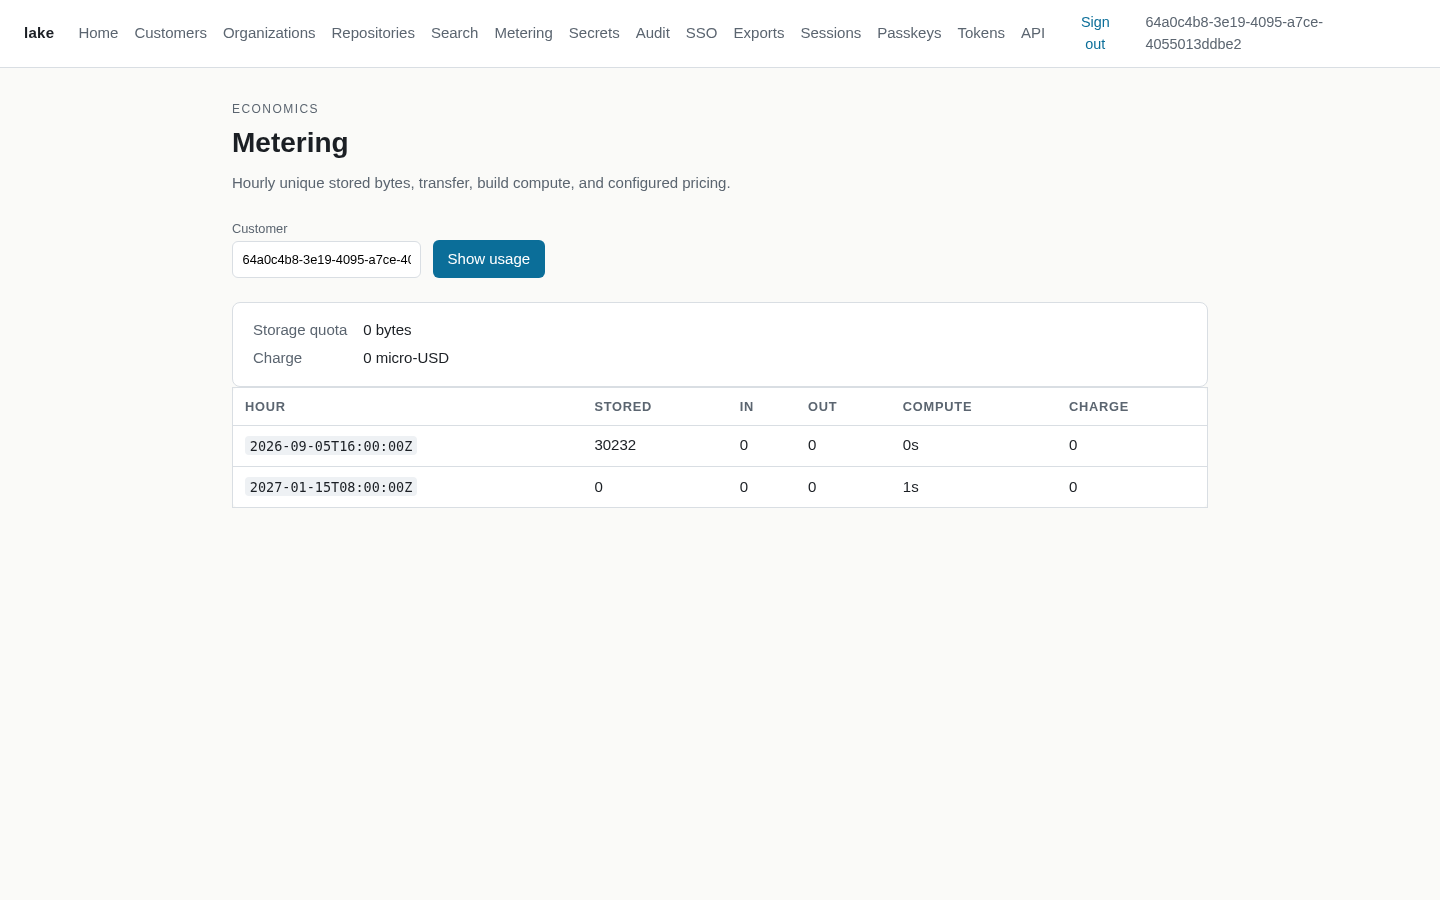 lake Home Customers Organizations Repositories Search Metering Secrets Audit SSO Exports Sessions Passkeys Tokens API
Sign
out
64a0c4b8-3e19-4095-a7ce-
4055013ddbe2
ECONOMICS
Metering
Hourly unique stored bytes, transfer, build compute, and configured pricing.
Customer
64a0c4b8-3e19-4095-a7ce-40 Show usage
Storage quota 0 bytes
Charge 0 micro-USD
HOUR STORED IN OUT COMPUTE CHARGE
2026-09-05T16:00:00Z 30232 0 0 0s 0
2027-01-15T08:00:00Z 0 0 0 1s 0